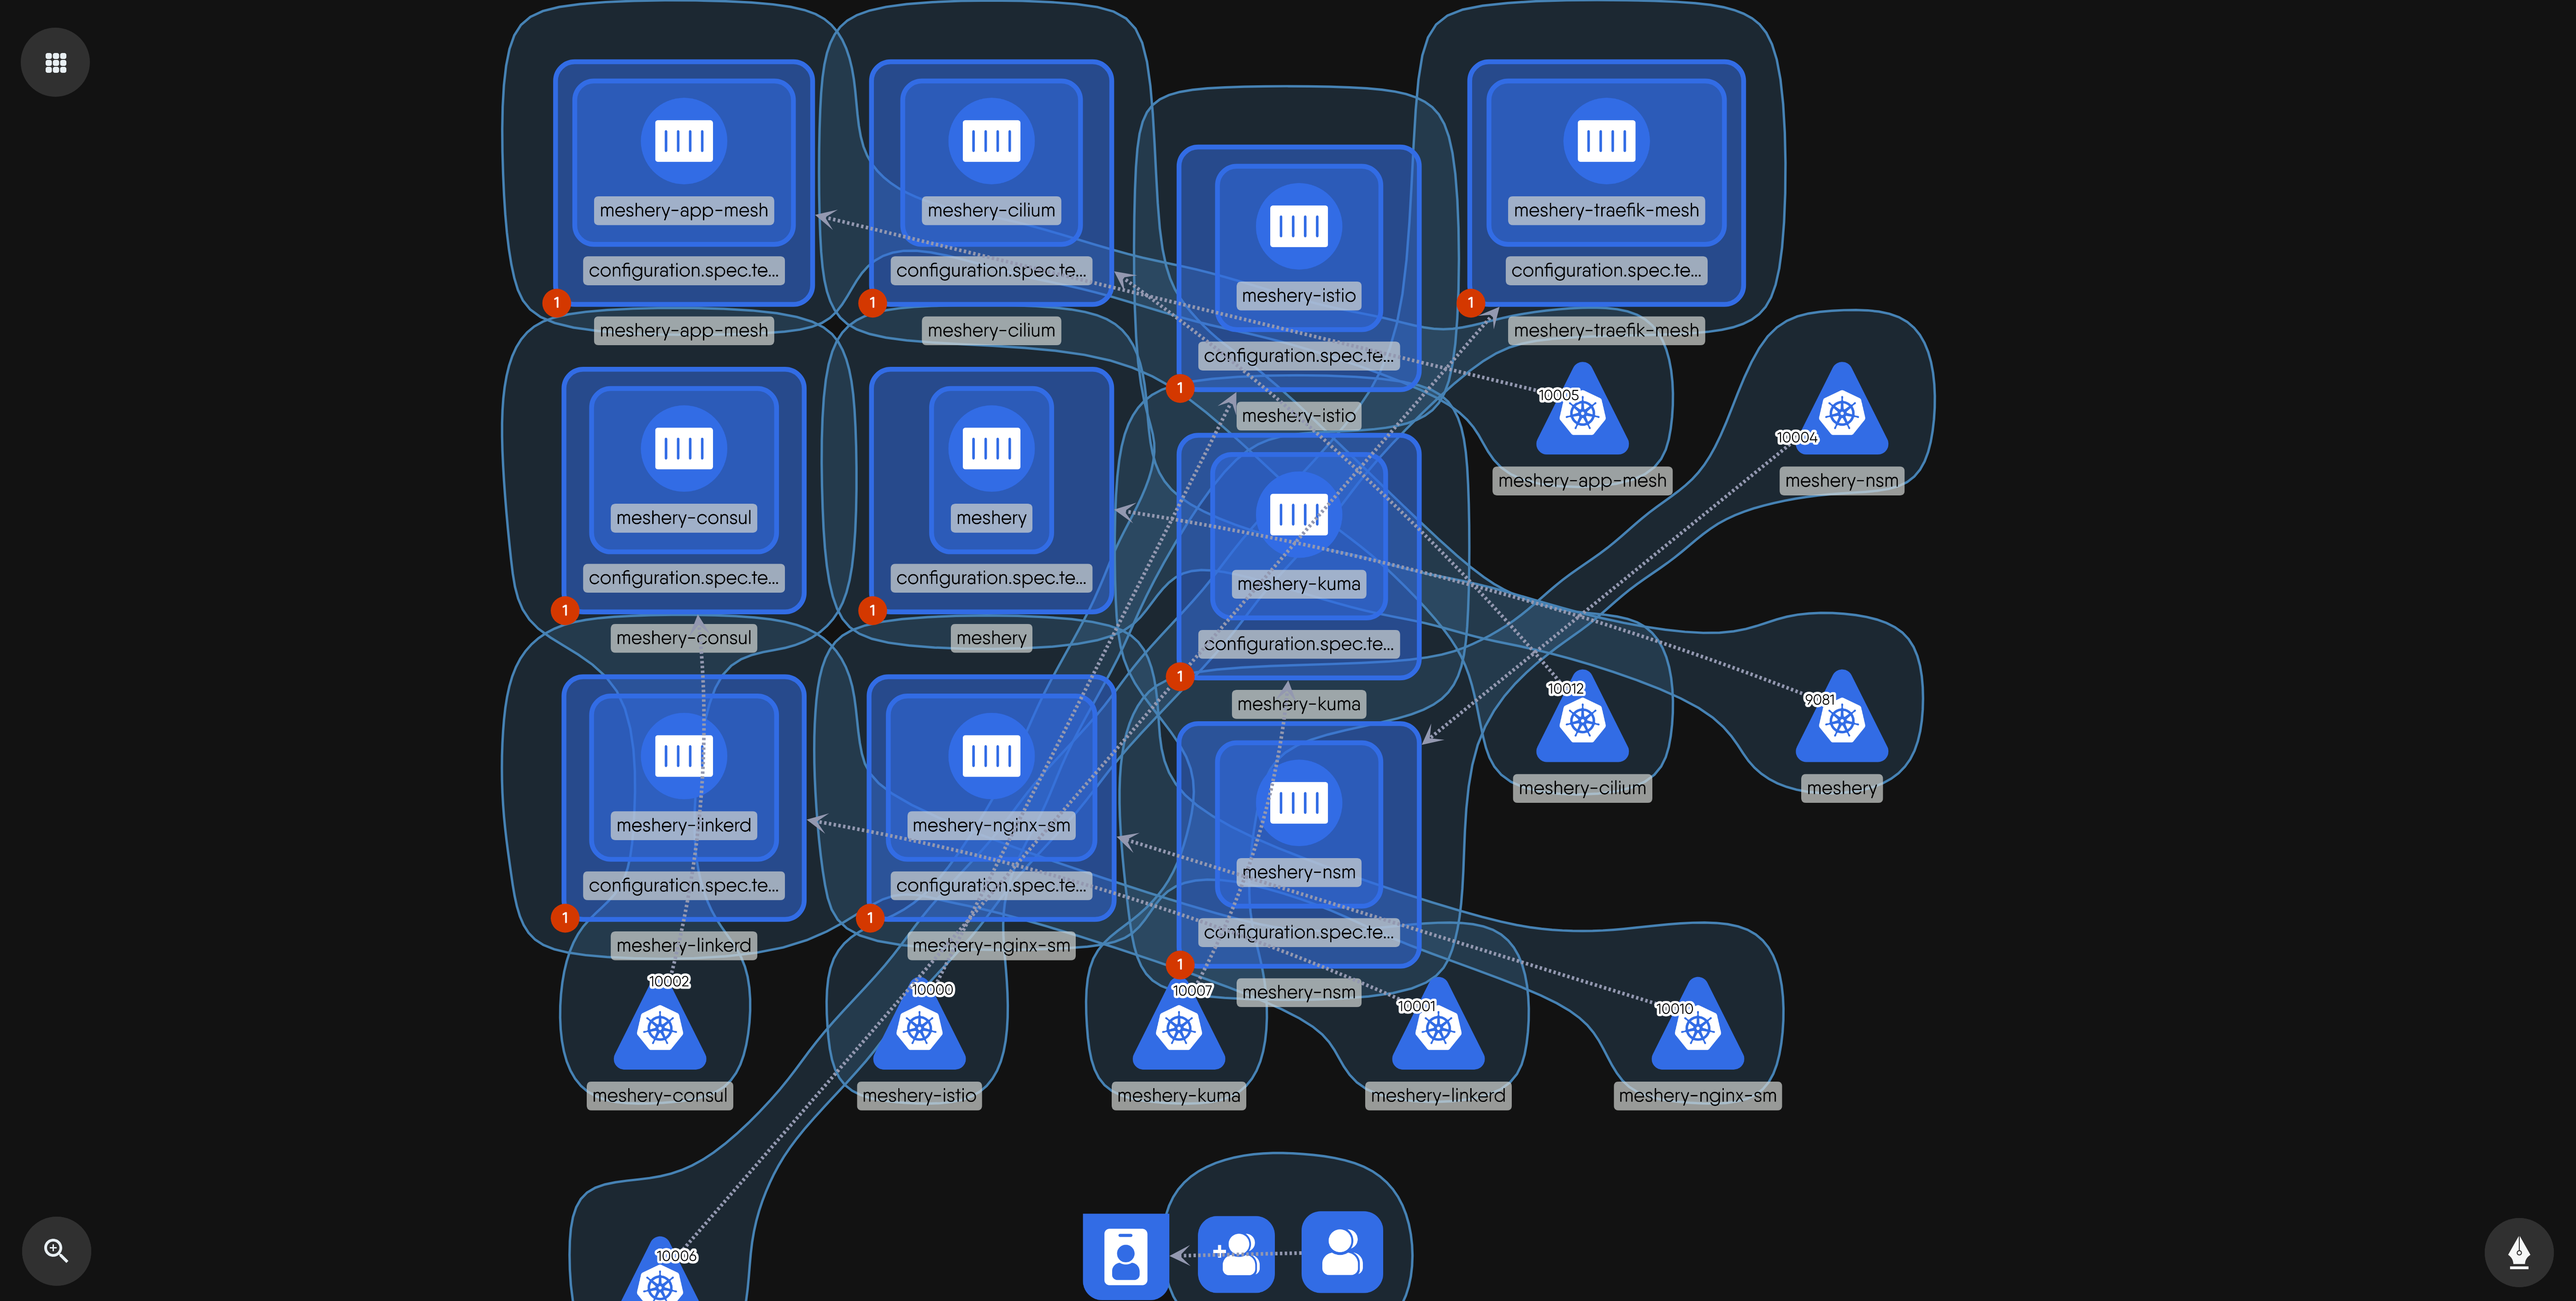 meshery-app-mesh
configuration.spec.te...
1
meshery-app-mesh
meshery-cilium
configuration.spec.te...
1
meshery-cilium
meshery-istio
configuration.spec.te...
1
meshery-istio
meshery-traefik-mesh
configuration.spec.te...
1
meshery-traefik-mesh
10005
meshery-app-mesh
10004
meshery-nsm
meshery-consul
configuration.spec.te...
1
meshery-consul
meshery
configuration.spec.te...
1
meshery
meshery-kuma
configuration.spec.te...
1
meshery-kuma
10012
meshery-cilium
9081
meshery
meshery-linkerd
configuration.spec.te...
1
meshery-linkerd
meshery-nginx-sm
configuration.spec.te...
1
meshery-nginx-sm
meshery-nsm
configuration.spec.te...
1
meshery-nsm
10002
meshery-consul
10000
meshery-istio
10007
meshery-kuma
10001
meshery-linkerd
10010
meshery-nginx-sm
10006